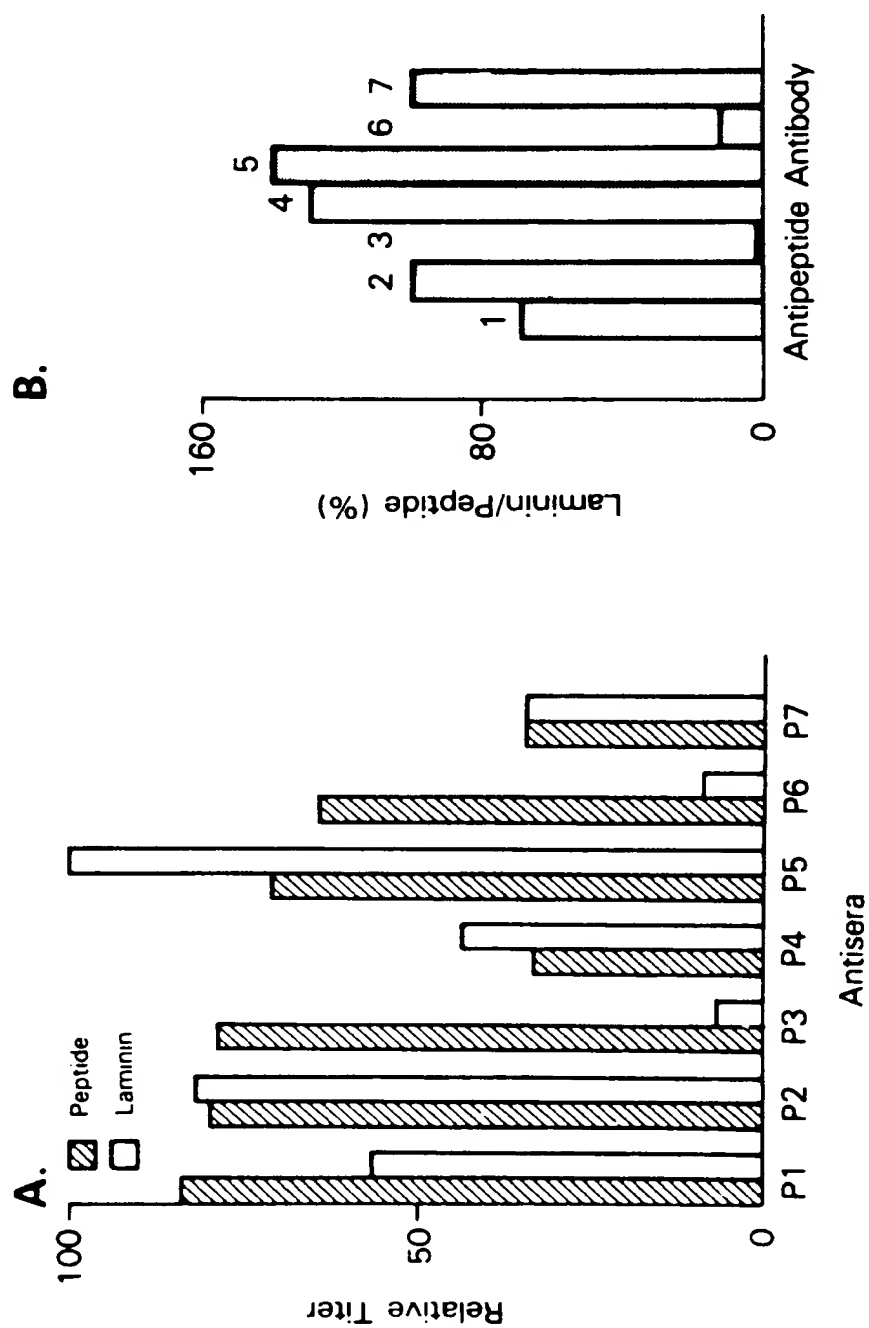 A.
Peptide
Laminin
100
50
0
Relative Titer
P1 P2 P3 P4 P5 P6 P7
Antisera
B.
160
80
0
Laminin/Peptide (%)
1 2 3 4 5 6 7
Antipeptide Antibody